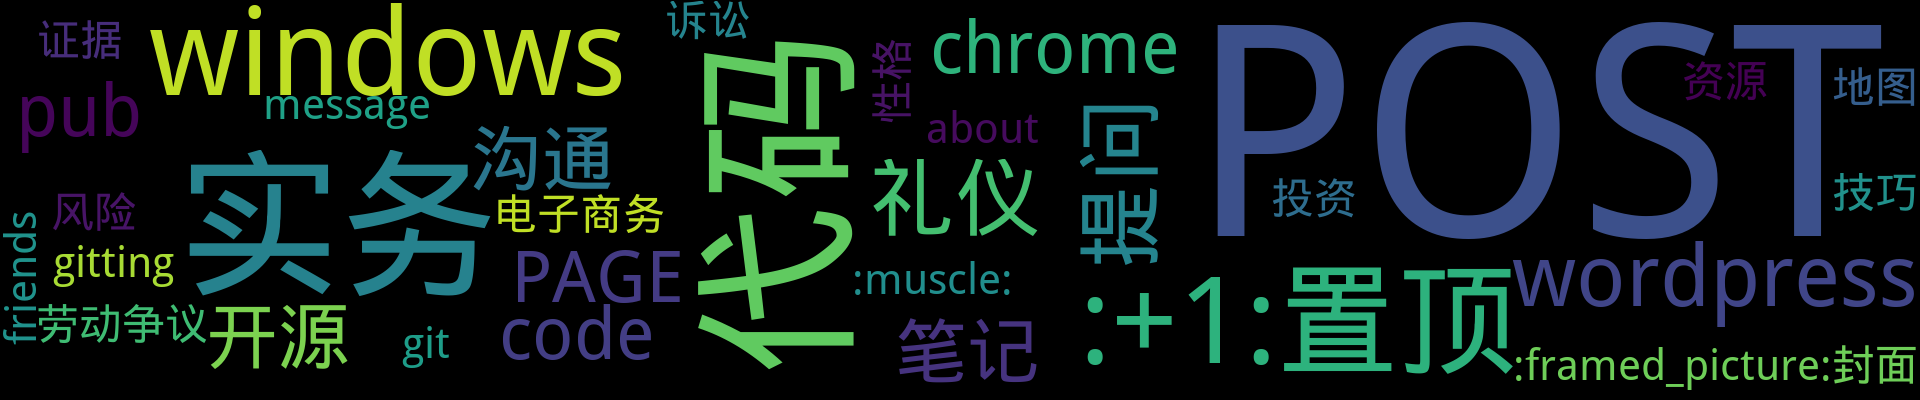 证据
windows
诉讼
chrome
POST
pub
message
代码
性格
about
提问
资源
地图
实务
沟通
礼仪
投资
技巧
风险
电子商务
friends
gitting
PAGE
:muscle:
:+1:置顶
wordpress
劳动争议
开源
git
code
笔记
:framed_picture:封面